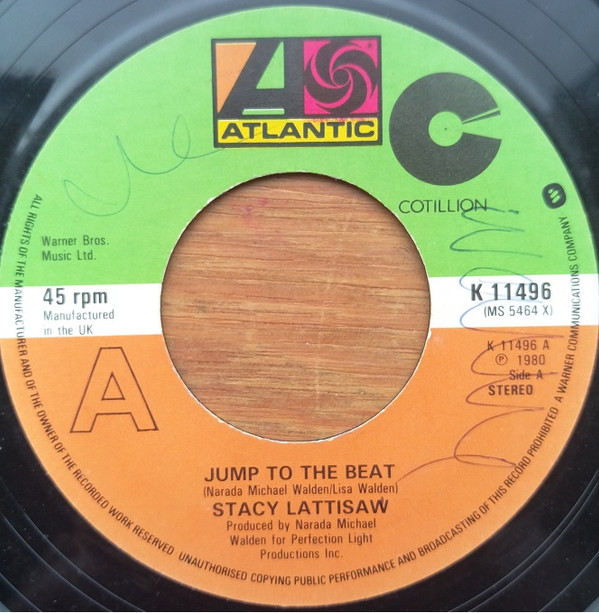 ATLANTIC
COTILLION
Warner Bros.
Music Ltd.
45 rpm
Manufactured
in the UK
K 11496
(MS 5464 X)
K 11496 A
Ⓟ 1980
Side A
STEREO
A
JUMP TO THE BEAT
(Narada Michael Walden/Lisa Walden)
STACY LATTISAW
Produced by Narada Michael
Walden for Perfection Light
Productions Inc.
ALL RIGHTS OF THE MANUFACTURER AND OF THE OWNER OF THE RECORDED WORK RESERVED UNAUTHORISED COPYING PUBLIC PERFORMANCE AND BROADCASTING OF THIS RECORD PROHIBITED A WARNER COMMUNICATIONS COMPANY